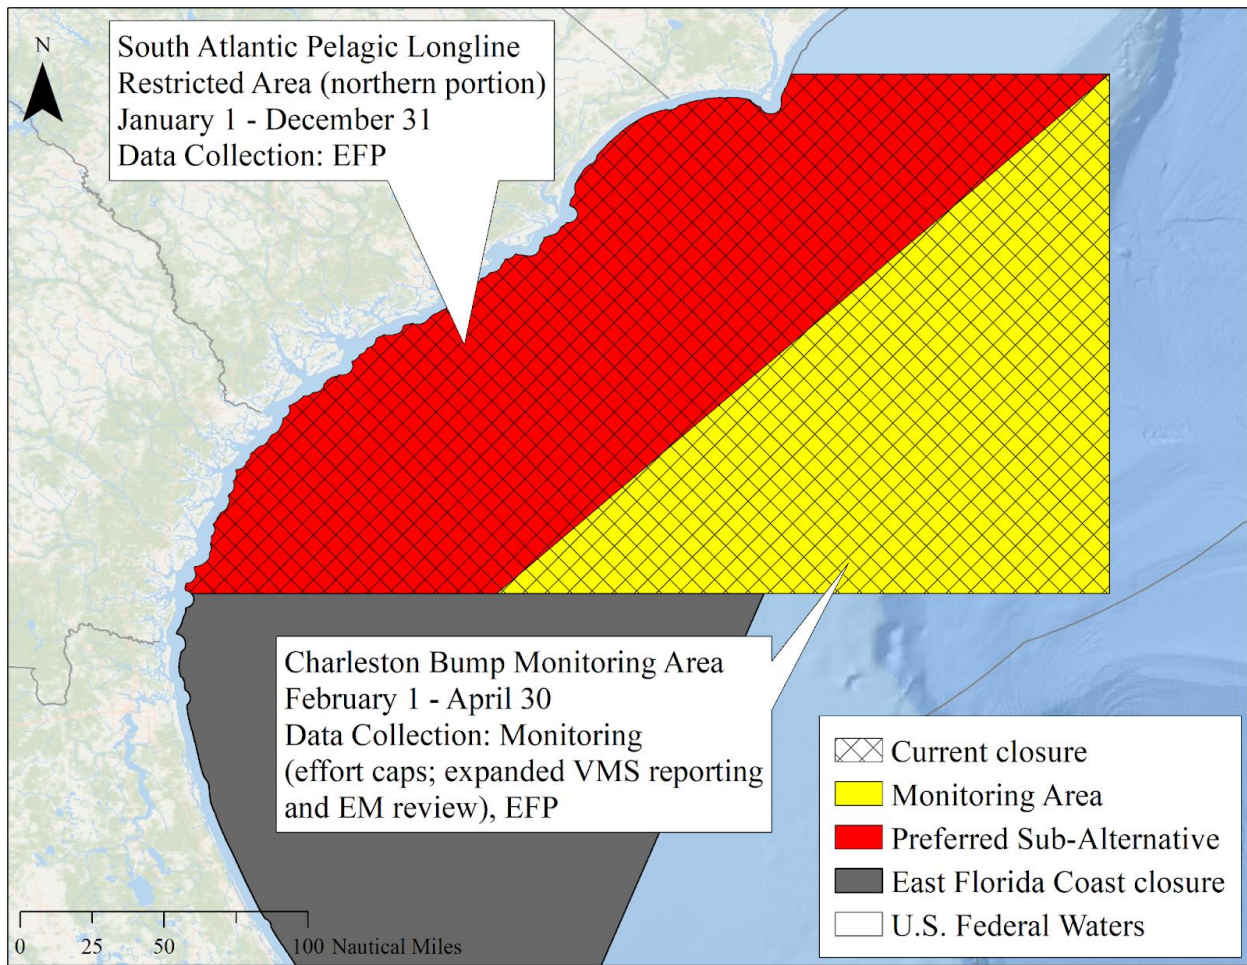 N
South Atlantic Pelagic Longline
Restricted Area (northern portion)
January 1 - December 31
Data Collection: EFP
Charleston Bump Monitoring Area
February 1 - April 30
Data Collection: Monitoring
(effort caps; expanded VMS reporting
and EM review), EFP
Current closure
Monitoring Area
Preferred Sub-Alternative
East Florida Coast closure
U.S. Federal Waters
0 25 50 100 Nautical Miles